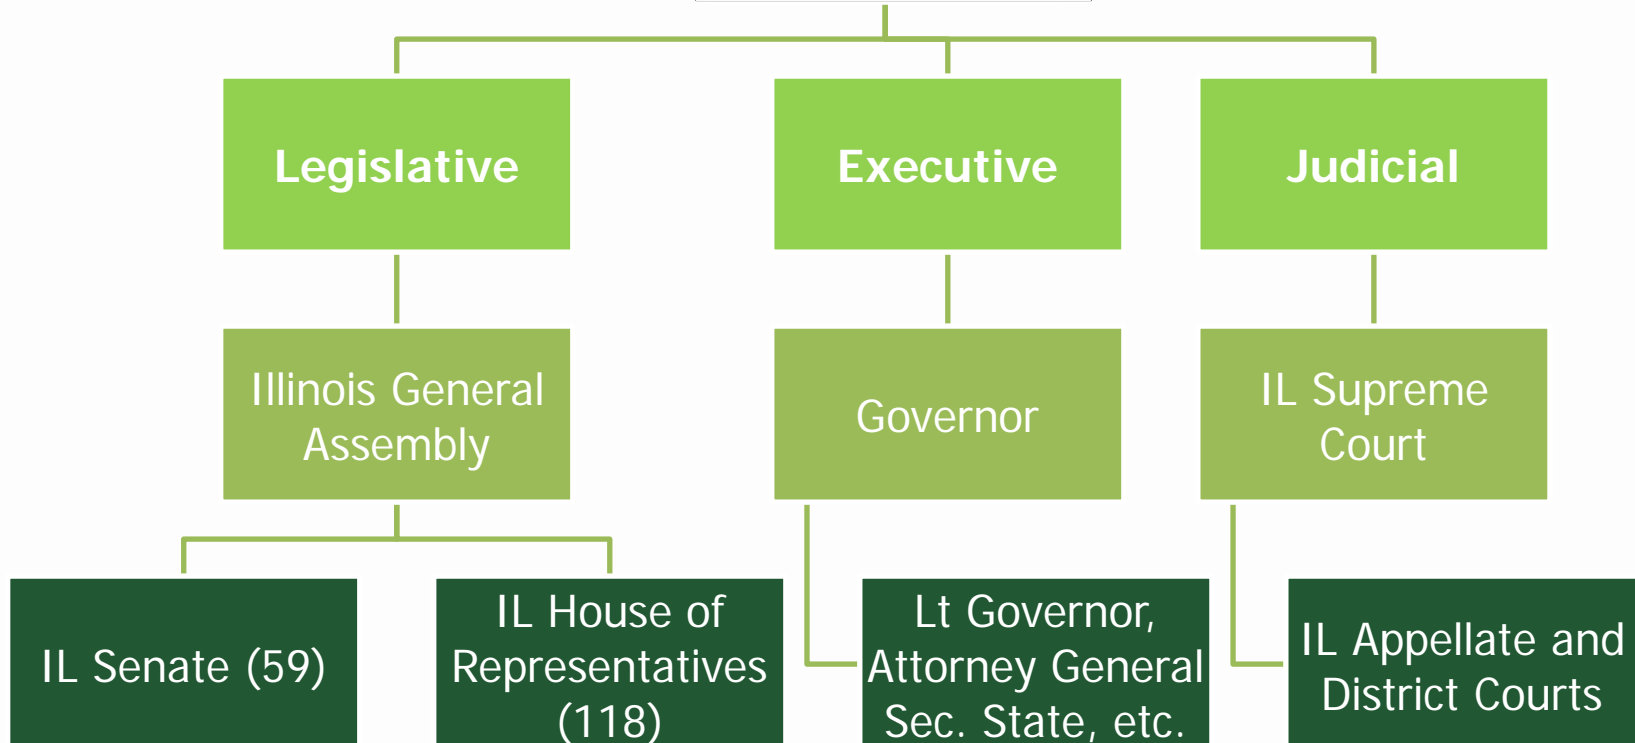 Legislative
Executive
Judicial
Illinois General
Assembly
Governor
IL Supreme
Court
IL Senate (59)
IL House of
Representatives
(118)
Lt Governor,
Attorney General
Sec. State, etc.
IL Appellate and
District Courts